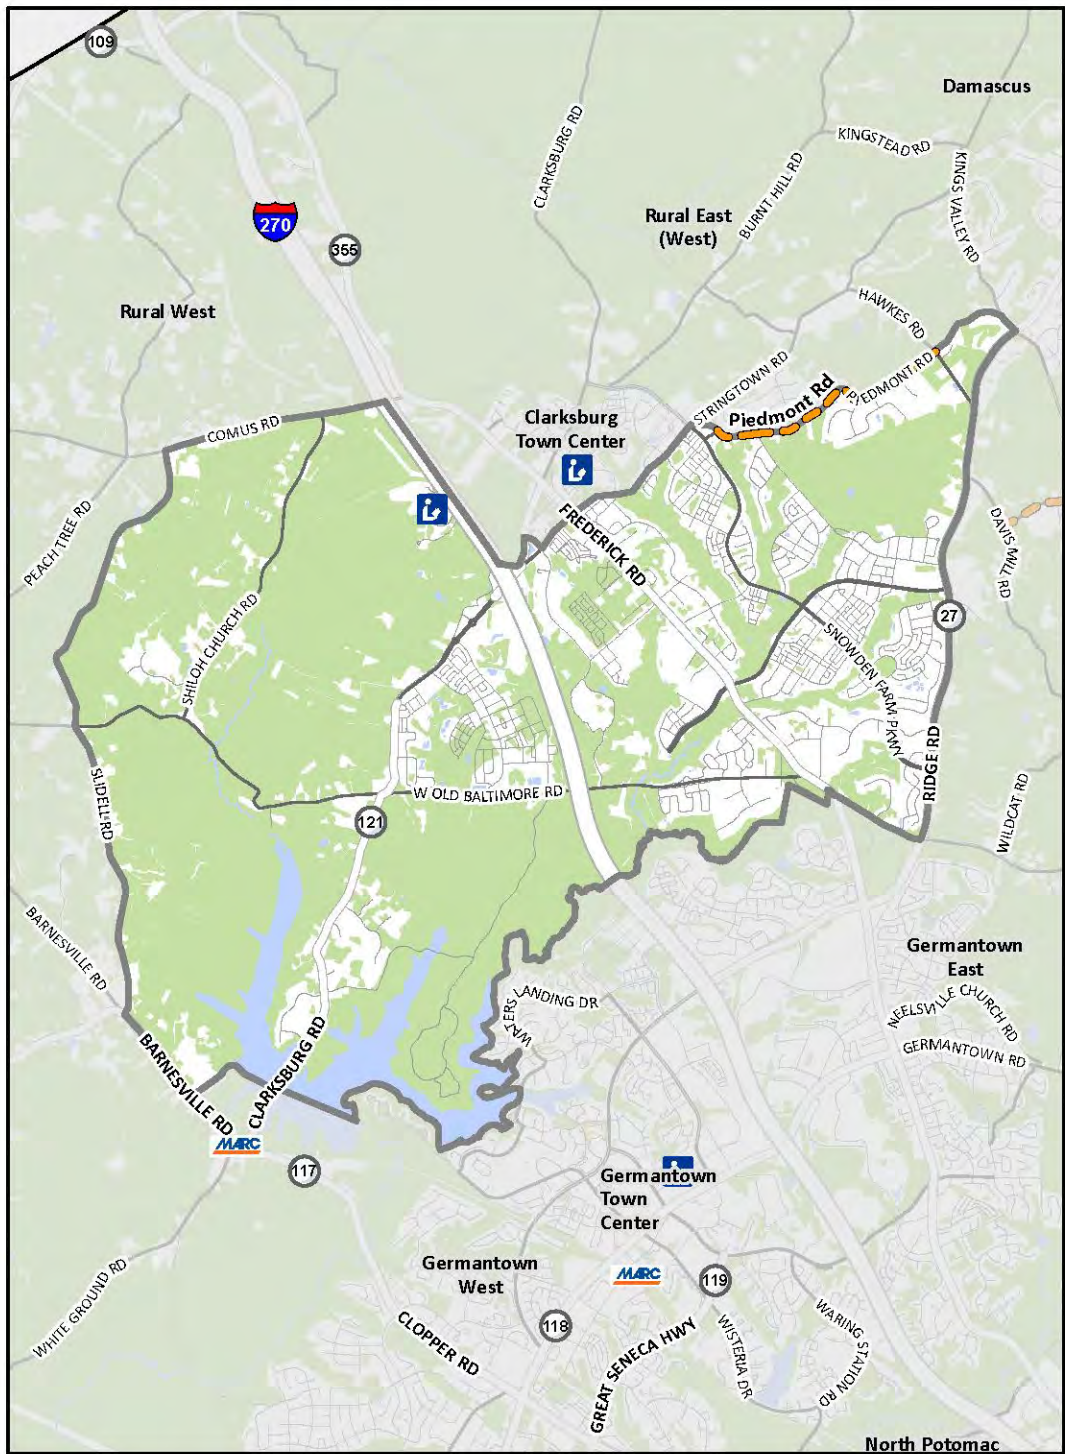 109
Damascus
KINGSTEAD RD
CLARKSBURG RD
BURNT HILL RD
KINGS VALLEY RD
Rural East
(West)
270
355
Rural West
HAWKES RD
STRINGTOWN RD
Piedmont Rd
PIEDMONT RD
Clarksburg
Town Center
COMUS RD
PEACH TREE RD
FREDERICK RD
DAVIS MILL RD
SHILOH CHURCH RD
27
SNOWDEN FARM PKWY
SLIDELL RD
RIDGE RD
W OLD BALTIMORE RD
WILDCAT RD
121
BARNESVILLE RD
Germantown
East
WATERS LANDING DR
NEELSVILLE CHURCH RD
GERMANTOWN RD
CLARKSBURG RD
BARNESVILLE RD
MARC
117
Germantown
Town
Center
Germantown
West
MARC
119
WHITE GROUND RD
118
CLOPPER RD
GREAT SENECA HWY
WISTERIA DR
WARING STATION RD
North Potomac